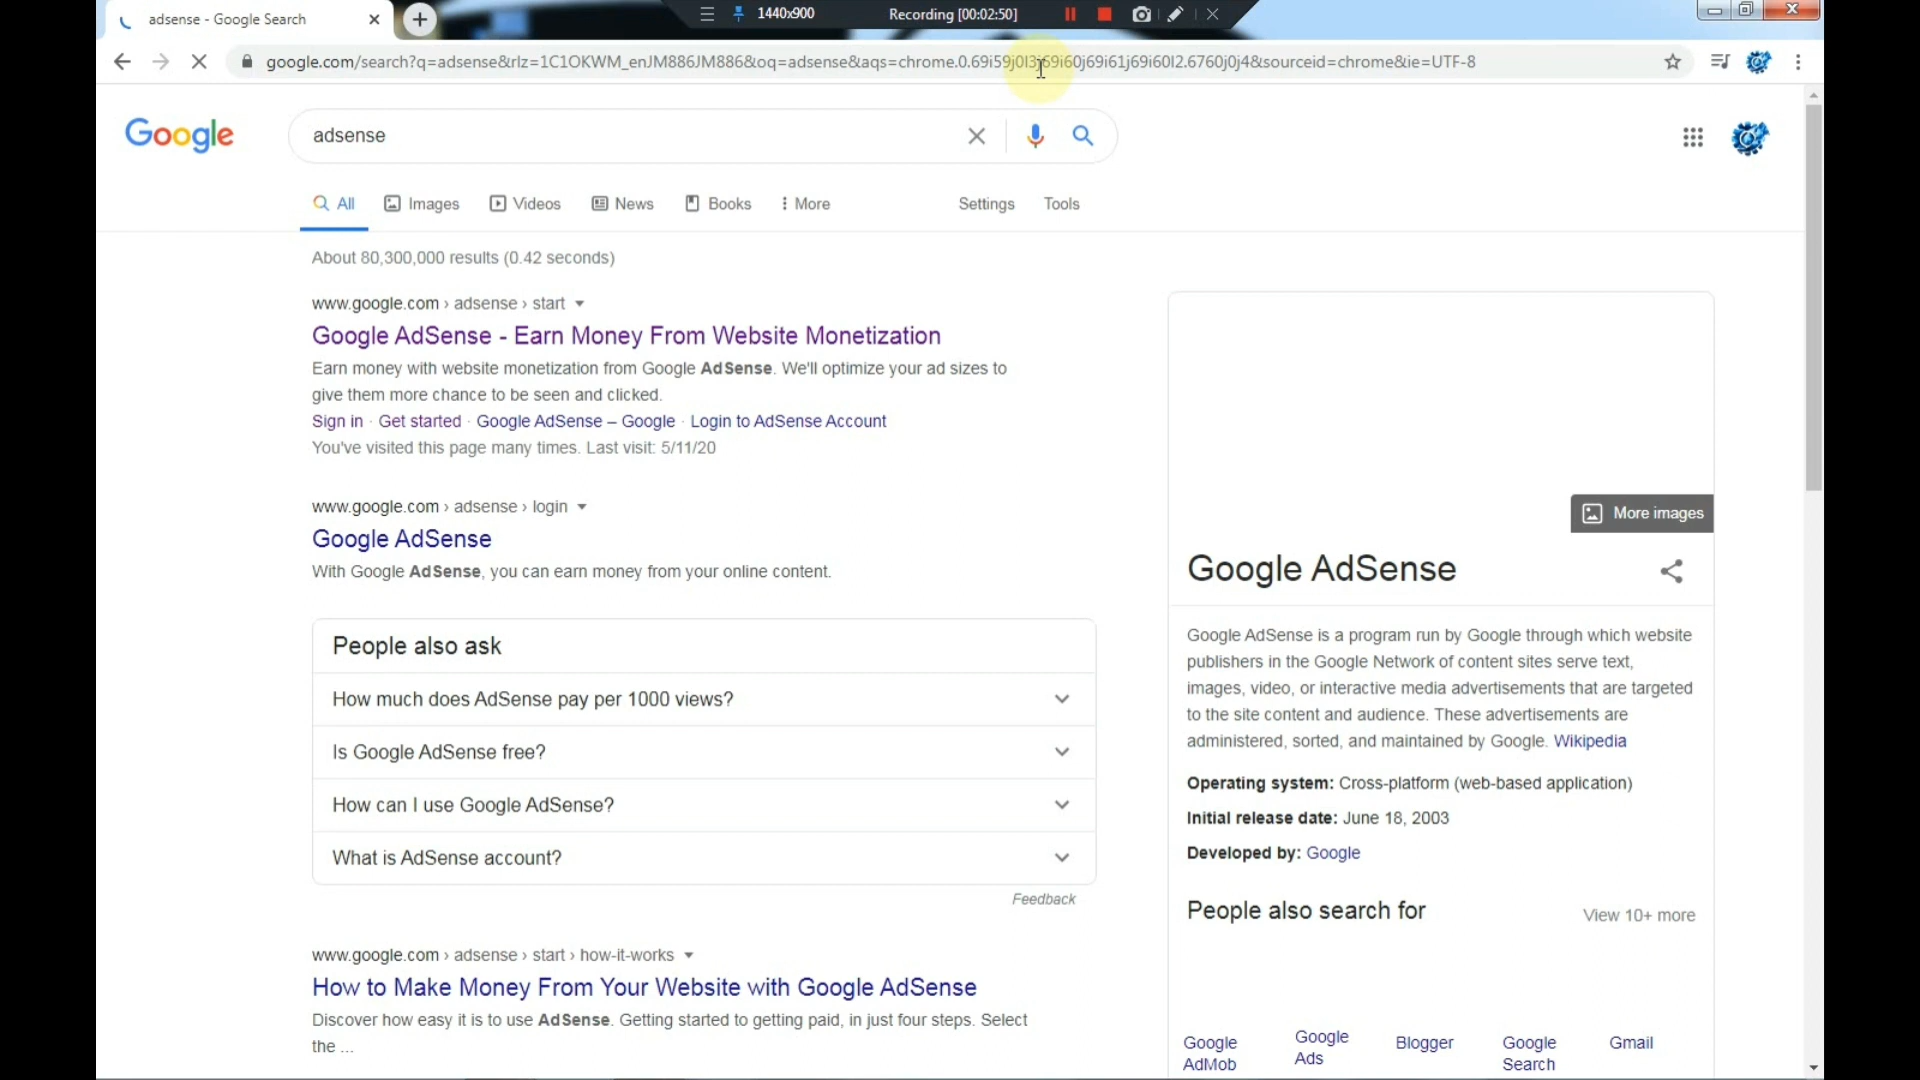 adsense - Google Search
1440x900
Recording [00:02:50]
google.com/search?q=adsense&rlz=1C1OKWM_enJM886JM886&oq=adsense&aqs=chrome.0.69i59j0l3j69i60j69i61j69i60l2.6760j0j4&sourceid=chrome&ie=UTF-8
Google
adsense
All
Images
Videos
News
Books
More
Settings
Tools
About 80,300,000 results (0.42 seconds)
www.google.com › adsense › start
Google AdSense - Earn Money From Website Monetization
Earn money with website monetization from Google AdSense. We'll optimize your ad sizes to
give them more chance to be seen and clicked.
Sign in · Get started · Google AdSense – Google · Login to AdSense Account
You've visited this page many times. Last visit: 5/11/20
www.google.com › adsense › login
Google AdSense
With Google AdSense, you can earn money from your online content.
People also ask
How much does AdSense pay per 1000 views?
Is Google AdSense free?
How can I use Google AdSense?
What is AdSense account?
Feedback
www.google.com › adsense › start › how-it-works
How to Make Money From Your Website with Google AdSense
Discover how easy it is to use AdSense. Getting started to getting paid, in just four steps. Select
the ...
More images
Google AdSense
Google AdSense is a program run by Google through which website
publishers in the Google Network of content sites serve text,
images, video, or interactive media advertisements that are targeted
to the site content and audience. These advertisements are
administered, sorted, and maintained by Google. Wikipedia
Operating system: Cross-platform (web-based application)
Initial release date: June 18, 2003
Developed by: Google
People also search for
View 10+ more
Google
AdMob
Google
Ads
Blogger
Google
Search
Gmail